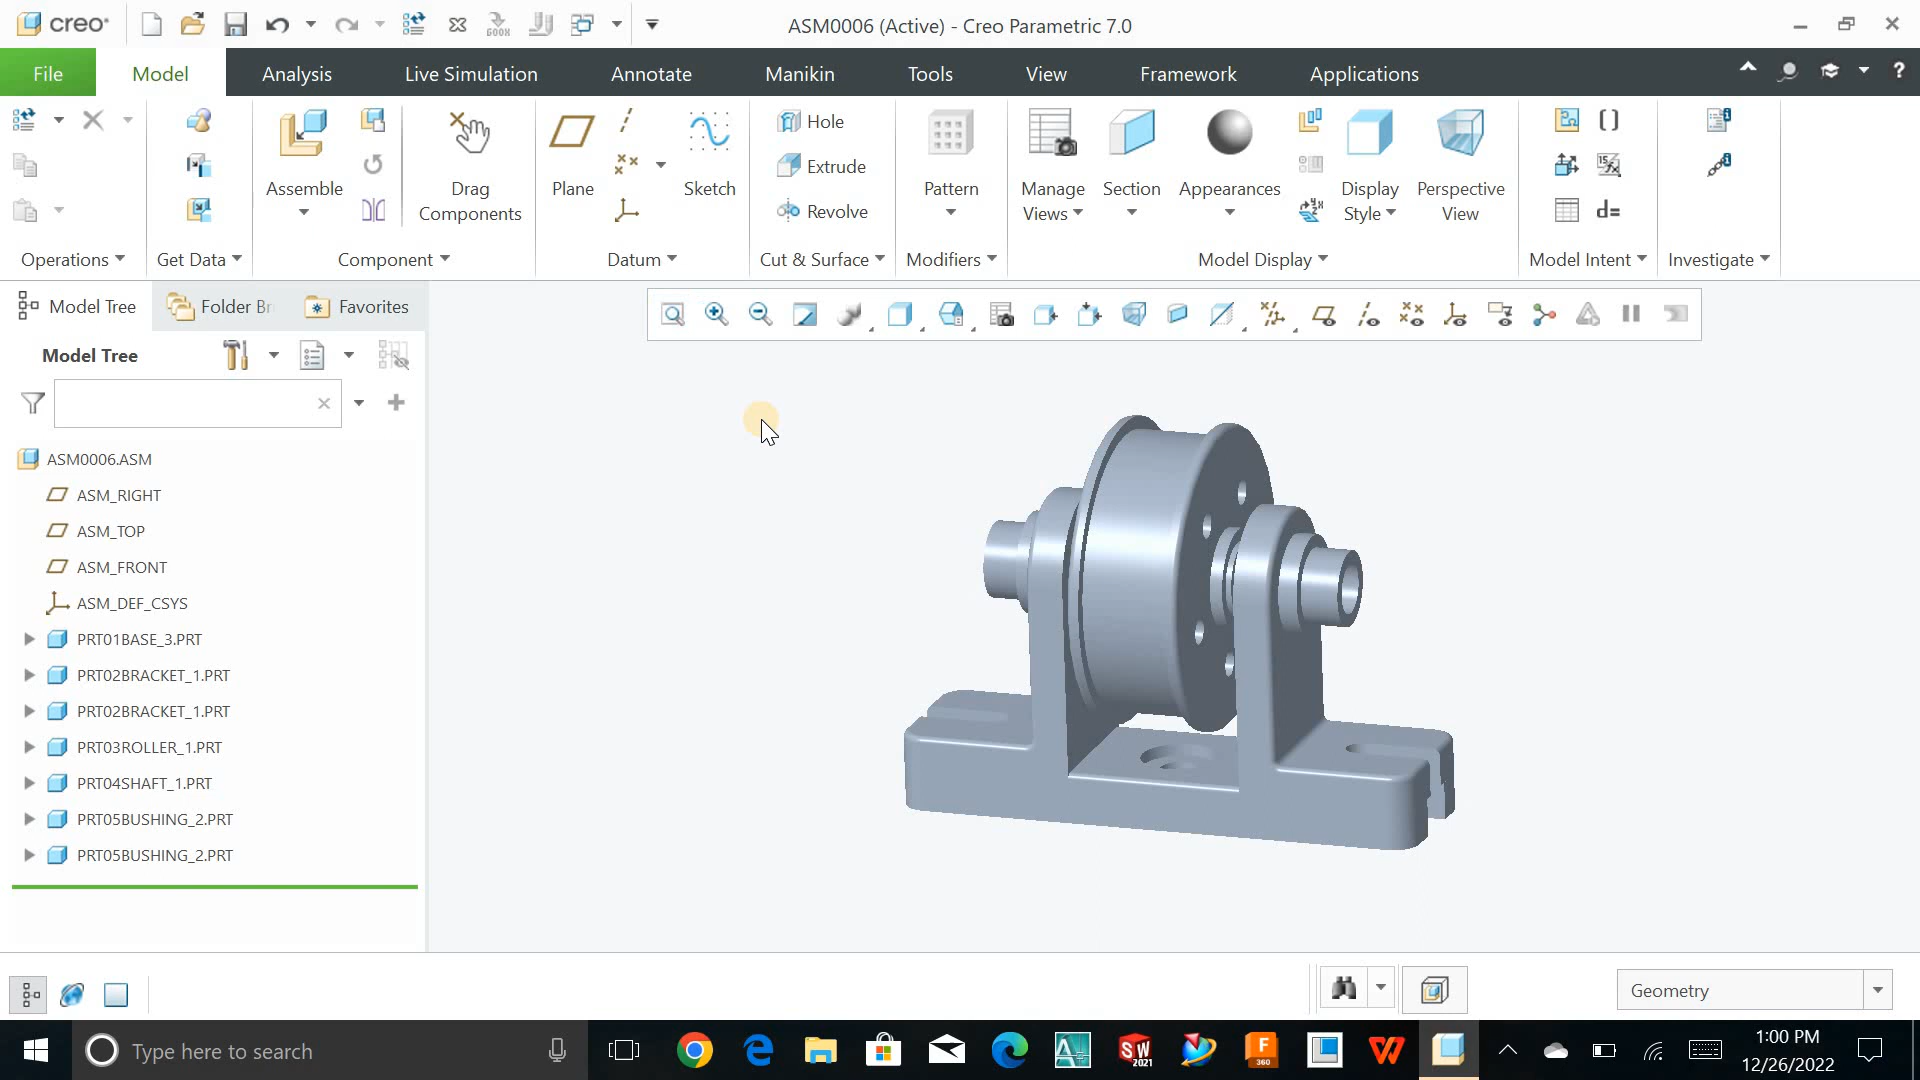 creo
ASM0006 (Active) - Creo Parametric 7.0
File
Model
Analysis
Live Simulation
Annotate
Manikin
Tools
View
Framework
Applications
Assemble
Drag
Components
Plane
Sketch
Hole
Extrude
Revolve
Pattern
Manage
Views
Section
Appearances
Display
Style
Perspective
View
Operations
Get Data
Component
Datum
Cut & Surface
Modifiers
Model Display
Model Intent
Investigate
Model Tree
Folder Br
Favorites
Model Tree
ASM0006.ASM
ASM_RIGHT
ASM_TOP
ASM_FRONT
ASM_DEF_CSYS
PRT01BASE_3.PRT
PRT02BRACKET_1.PRT
PRT02BRACKET_1.PRT
PRT03ROLLER_1.PRT
PRT04SHAFT_1.PRT
PRT05BUSHING_2.PRT
PRT05BUSHING_2.PRT
Geometry
Type here to search
1:00 PM
12/26/2022